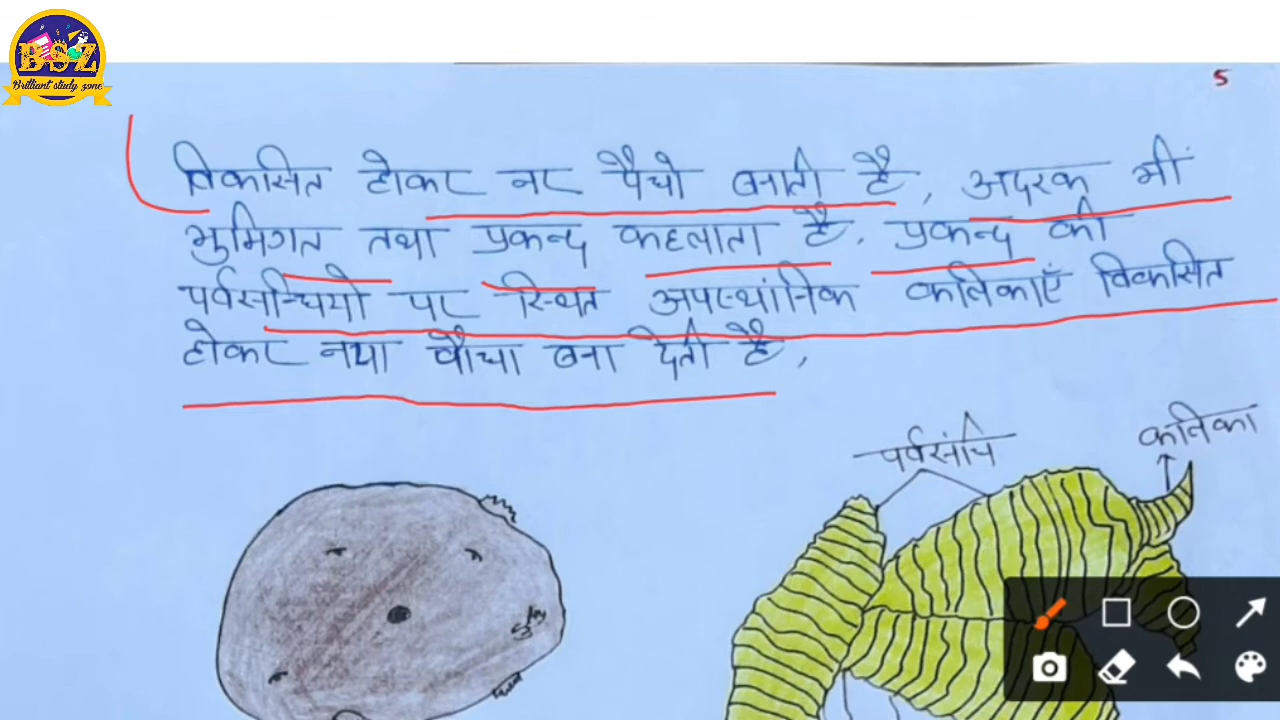 BSZ
Brilliant study zone
5
विकसित होकर नए पौधो बनाती है, अदरक भी
भुमिगत तथा प्रकन्द कहलाता है. प्रकन्द की
पर्वसन्धियो पर स्थित अपस्थांनिक कलिकाएँ विकसित
होकर नया पौधा बना देती है,
पर्वसंधि
कलिका